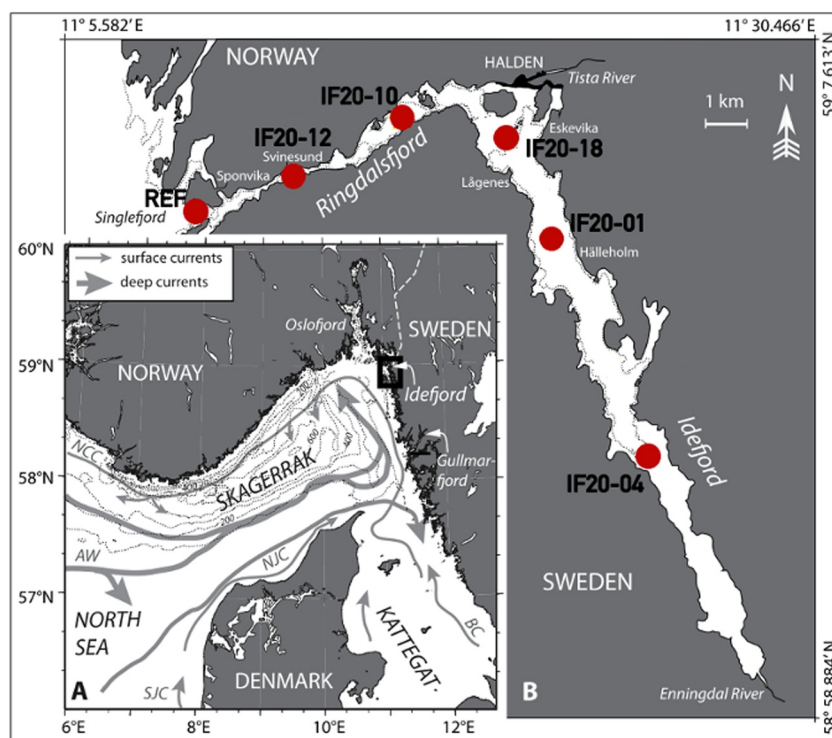 11° 5.582' E
11° 30.466' E
59° 7.613' N
NORWAY
HALDEN
Tista River
N
1 km
IF20-10
IF20-12
Svinesund
Sponvika
Ringdalsfjord
Eskevika
IF20-18
Lågenes
REF
Singlefjord
IF20-01
Hälleholm
IF20-04
Idefjord
SWEDEN
Enningdal River
B
58° 58.884' N
60°N
59°N
58°N
57°N
surface currents
deep currents
Oslofjord
SWEDEN
NORWAY
Idefjord
Gullmar-
fjord
NCC
SKAGERRAK
600
400
200
AW
NJC
NORTH
SEA
KATTEGAT
BC
SJC
DENMARK
A
6°E
8°E
10°E
12°E